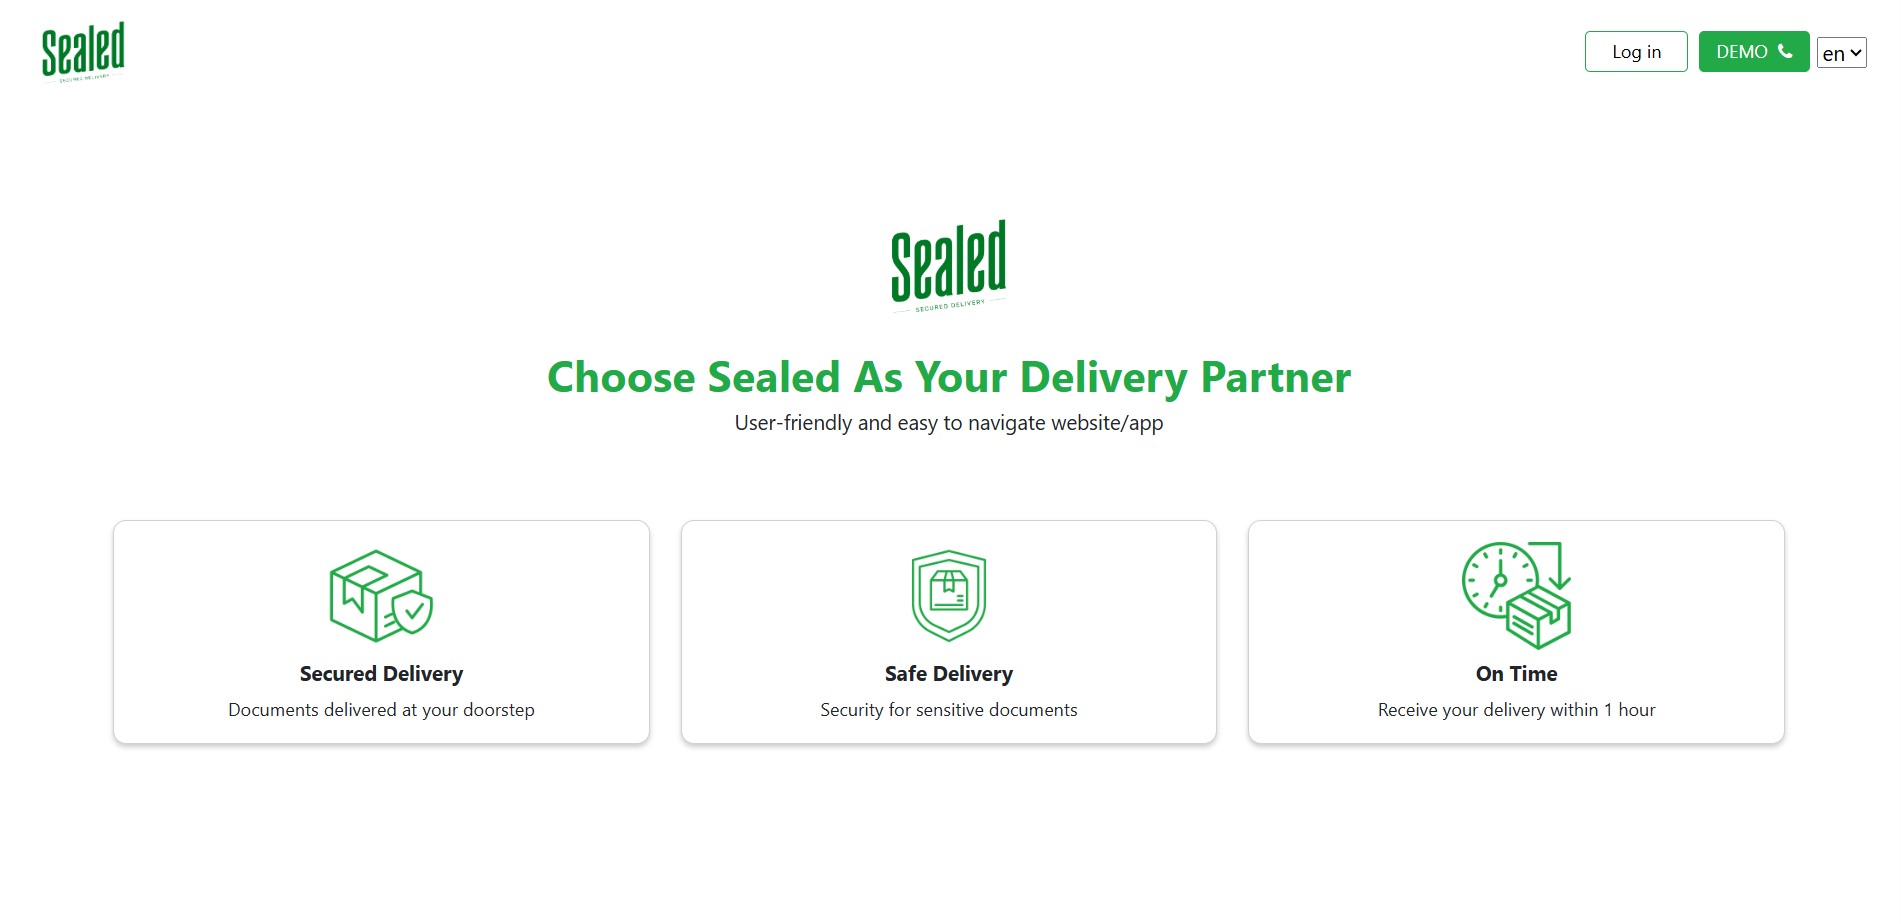 Sealed
SECURED DELIVERY
Log in
DEMO
en
Sealed
SECURED DELIVERY
Choose Sealed As Your Delivery Partner
User-friendly and easy to navigate website/app
Secured Delivery
Documents delivered at your doorstep
Safe Delivery
Security for sensitive documents
On Time
Receive your delivery within 1 hour